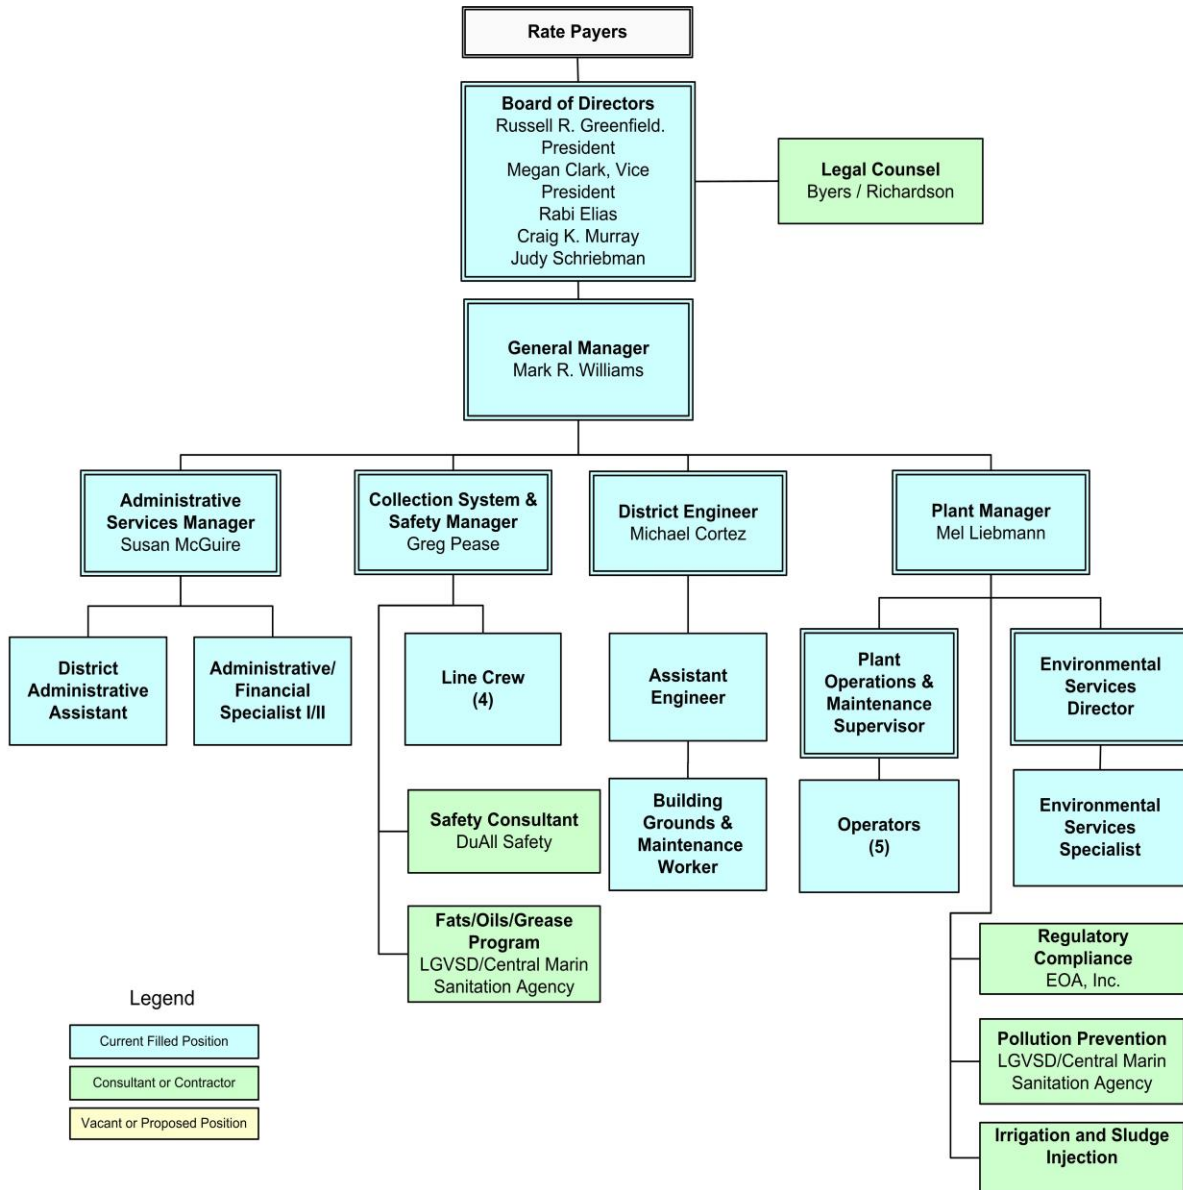 Rate Payers
Board of Directors
Russell R. Greenfield.
President
Megan Clark, Vice
President
Rabi Elias
Craig K. Murray
Judy Schriebman
Legal Counsel
Byers / Richardson
General Manager
Mark R. Williams
Administrative
Services Manager
Susan McGuire
Collection System &
Safety Manager
Greg Pease
District Engineer
Michael Cortez
Plant Manager
Mel Liebmann
District
Administrative
Assistant
Administrative/
Financial
Specialist I/II
Line Crew
(4)
Assistant
Engineer
Plant
Operations &
Maintenance
Supervisor
Environmental
Services
Director
Safety Consultant
DuAll Safety
Building
Grounds &
Maintenance
Worker
Operators
(5)
Environmental
Services
Specialist
Fats/Oils/Grease
Program
LGVSD/Central Marin
Sanitation Agency
Regulatory
Compliance
EOA, Inc.
Pollution Prevention
LGVSD/Central Marin
Sanitation Agency
Irrigation and Sludge
Injection
Legend
Current Filled Position
Consultant or Contractor
Vacant or Proposed Position